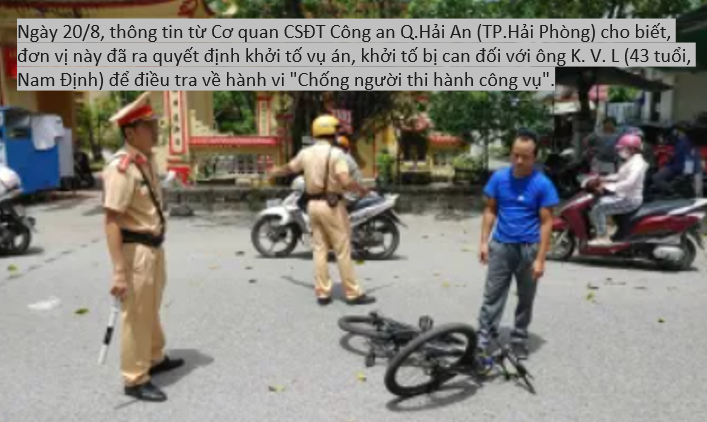 Ngày 20/8, thông tin từ Cơ quan CSĐT Công an Q.Hải An (TP.Hải Phòng) cho biết,
đơn vị này đã ra quyết định khởi tố vụ án, khởi tố bị can đối với ông K. V. L (43 tuổi,
Nam Định) để điều tra về hành vi "Chống người thi hành công vụ".